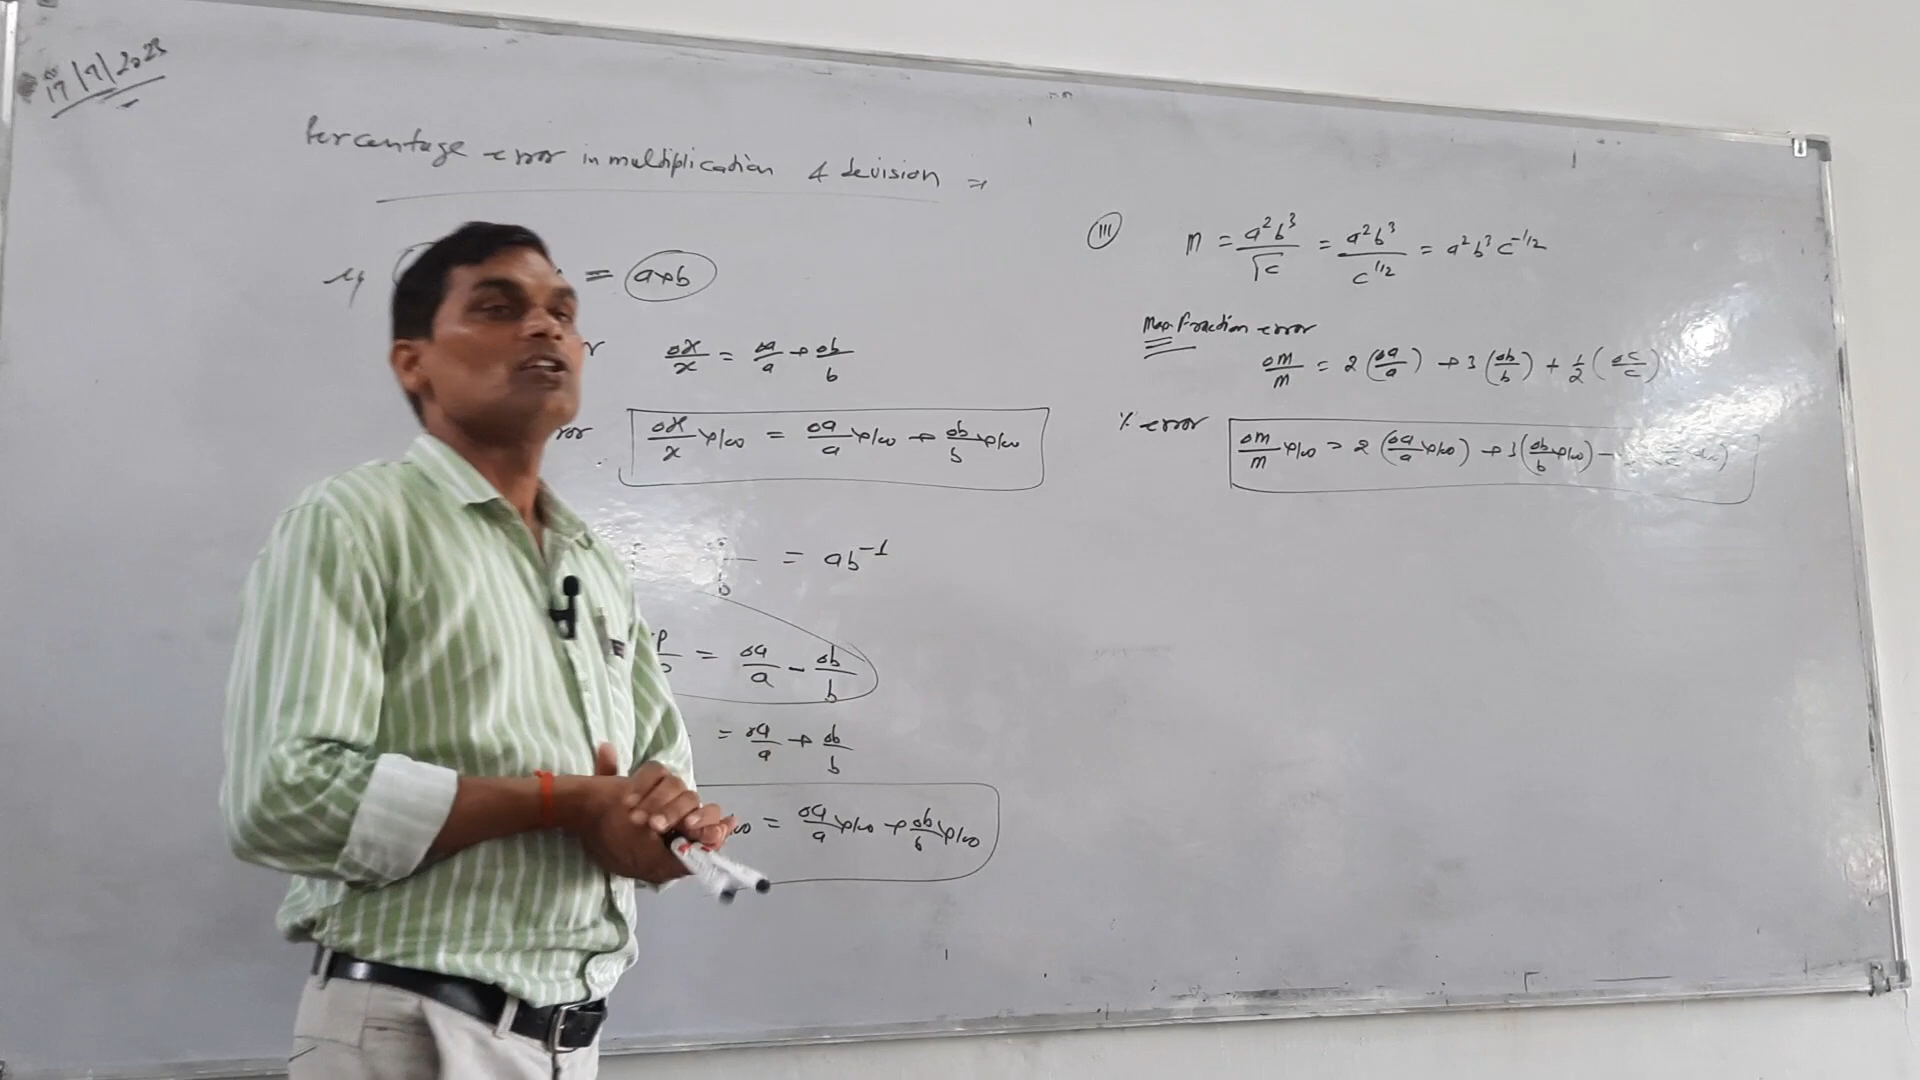 17/7/2023
Percentage error in multiplication & devision ⇒
eg = a×b
Δx/x = Δa/a + Δb/b
Δx/x ×100 = Δa/a ×100 + Δb/b ×100
= ab⁻¹
= Δa/a - Δb/b
= Δa/a + Δb/b
= Δa/a ×100 + Δb/b ×100
(III) m = a²b³/√c = a²b³/c^1/2 = a²b³c^-1/2
Max. Fraction error
Δm/m = 2(Δa/a) + 3(Δb/b) + 1/2(Δc/c)
% error
Δm/m ×100 = 2(Δa/a ×100) + 3(Δb/b ×100)